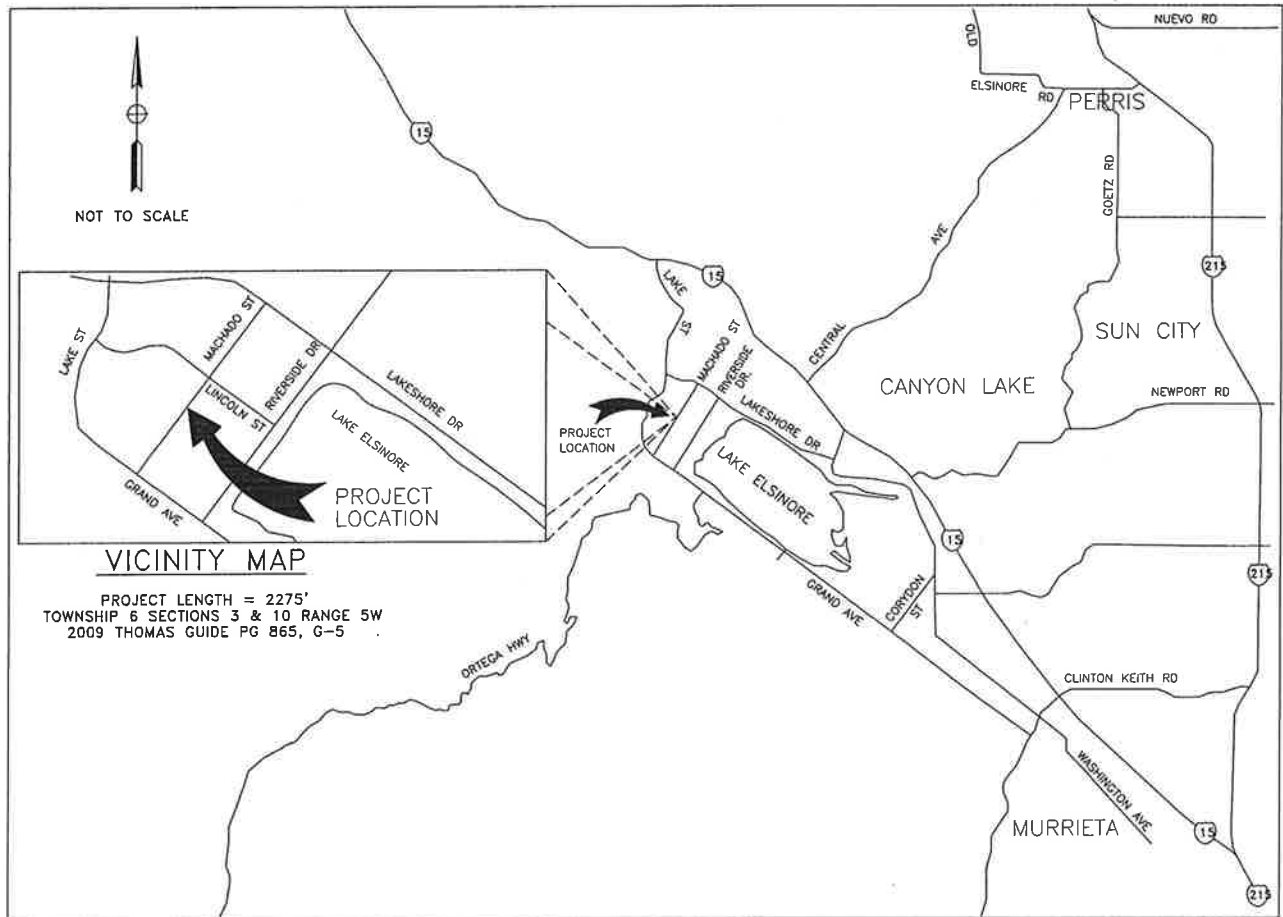 NUEVO RD
OLD
ELSINORE
RD
PERRIS
15
GOETZ RD
NOT TO SCALE
AVE
215
LAKE
ST
15
CENTRAL
SUN CITY
MACHADO ST
RIVERSIDE
DR.
CANYON LAKE
NEWPORT RD
LAKESHORE DR
PROJECT
LOCATION
LAKE ELSINORE
LAKE ST
MACHADO ST
RIVERSIDE DR
LINCOLN ST
LAKESHORE DR
LAKE ELSINORE
GRAND AVE
PROJECT
LOCATION
VICINITY MAP
PROJECT LENGTH = 2275'
TOWNSHIP 6 SECTIONS 3 & 10 RANGE 5W
2009 THOMAS GUIDE PG 865, G-5
15
215
GRAND AVE
CORYDON
ST
ORTEGA HWY
CLINTON KEITH RD
WASHINGTON AVE
MURRIETA
15
215